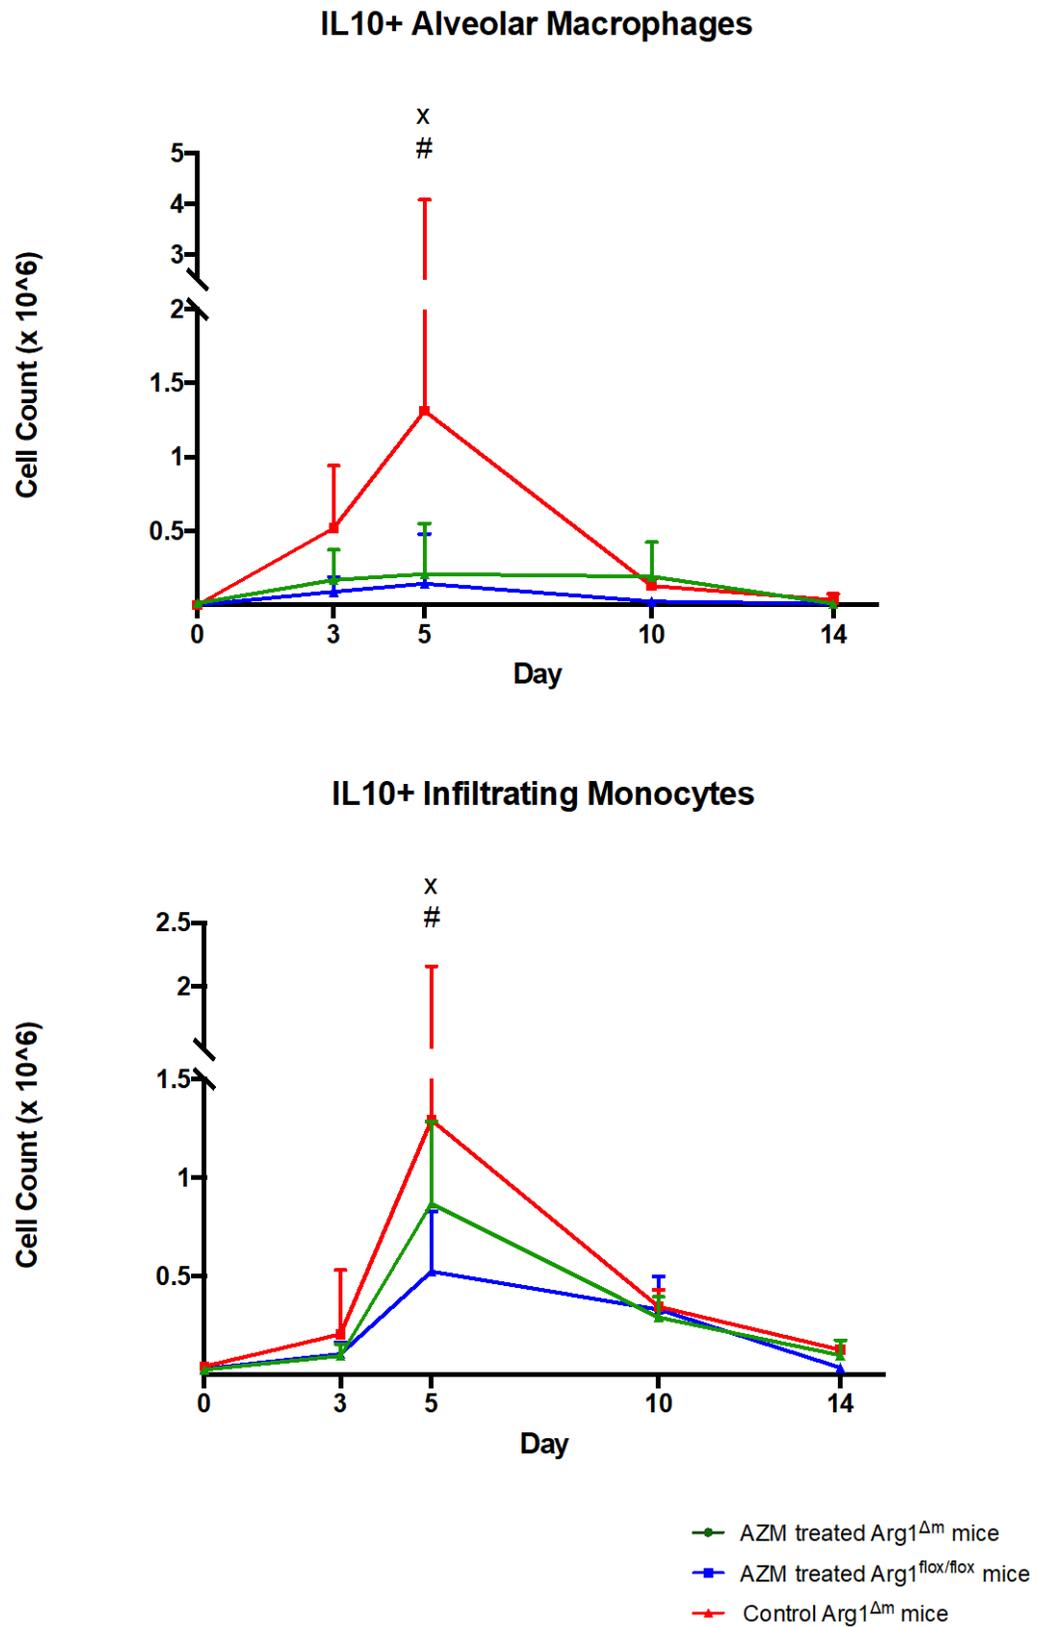 IL10+ Alveolar Macrophages
x
#
5
4
3
2
1.5
1
0.5
Cell Count (x 10^6)
0 3 5 10 14
Day
IL10+ Infiltrating Monocytes
x
#
2.5
2
1.5
1
0.5
Cell Count (x 10^6)
0 3 5 10 14
Day
AZM treated Arg1Δm mice
AZM treated Arg1flox/flox mice
Control Arg1Δm mice